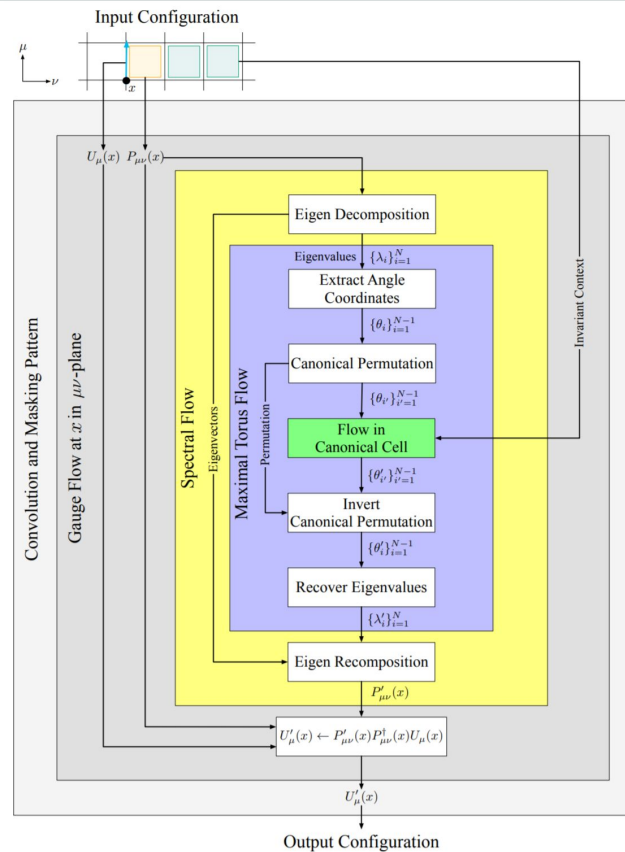 Input Configuration
μ
ν
x
U_μ(x) P_μν(x)
Convolution and Masking Pattern
Gauge Flow at x in μν-plane
Spectral Flow
Eigen Decomposition
Eigenvalues {λ_i}_{i=1}^N
Maximal Torus Flow
Extract Angle
Coordinates
{θ_i}_{i=1}^{N-1}
Canonical Permutation
{θ_{i'}}_{i'=1}^{N-1}
Permutation
Eigenvectors
Invariant Context
Flow in
Canonical Cell
{θ'_{i'}}_{i'=1}^{N-1}
Invert
Canonical Permutation
{θ'_i}_{i=1}^{N-1}
Recover Eigenvalues
{λ'_i}_{i=1}^N
Eigen Recomposition
P'_μν(x)
U'_μ(x) ← P'_μν(x)P†_μν(x)U_μ(x)
U'_μ(x)
Output Configuration